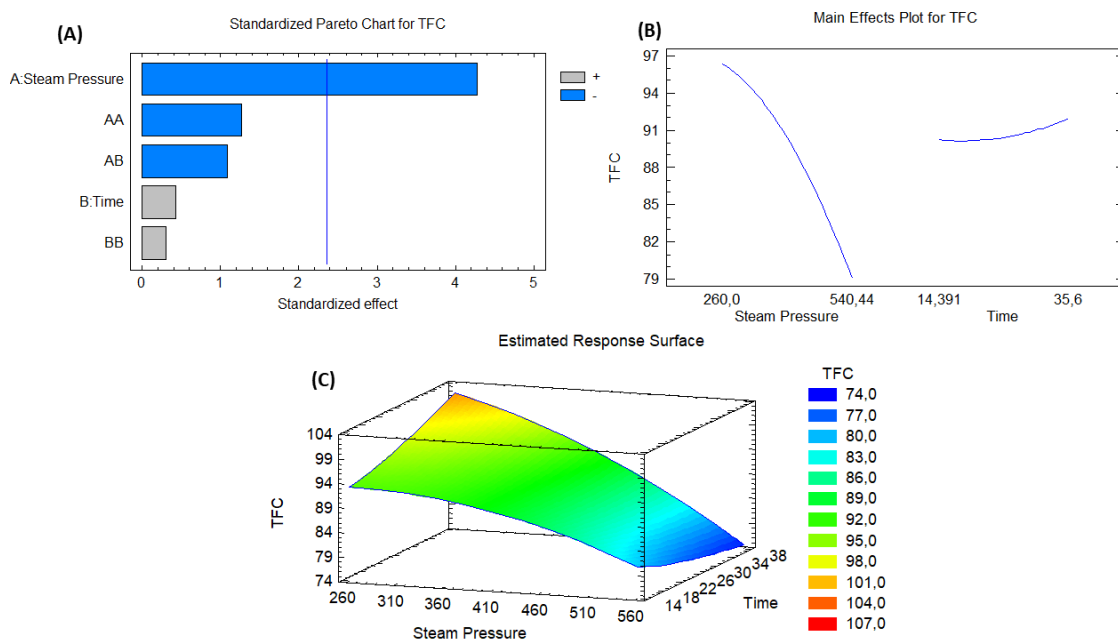 (A)
Standardized Pareto Chart for TFC
A:Steam Pressure
AA
AB
B:Time
BB
0 1 2 3 4 5
Standardized effect
+
-
(B)
Main Effects Plot for TFC
97
94
91
88
85
82
79
TFC
260,0 540,44 14,391 35,6
Steam Pressure Time
Estimated Response Surface
(C)
104
99
94
89
84
79
74
TFC
260 310 360 410 460 510 560
Steam Pressure
14 18 22 26 30 34 38
Time
TFC
74,0
77,0
80,0
83,0
86,0
89,0
92,0
95,0
98,0
101,0
104,0
107,0